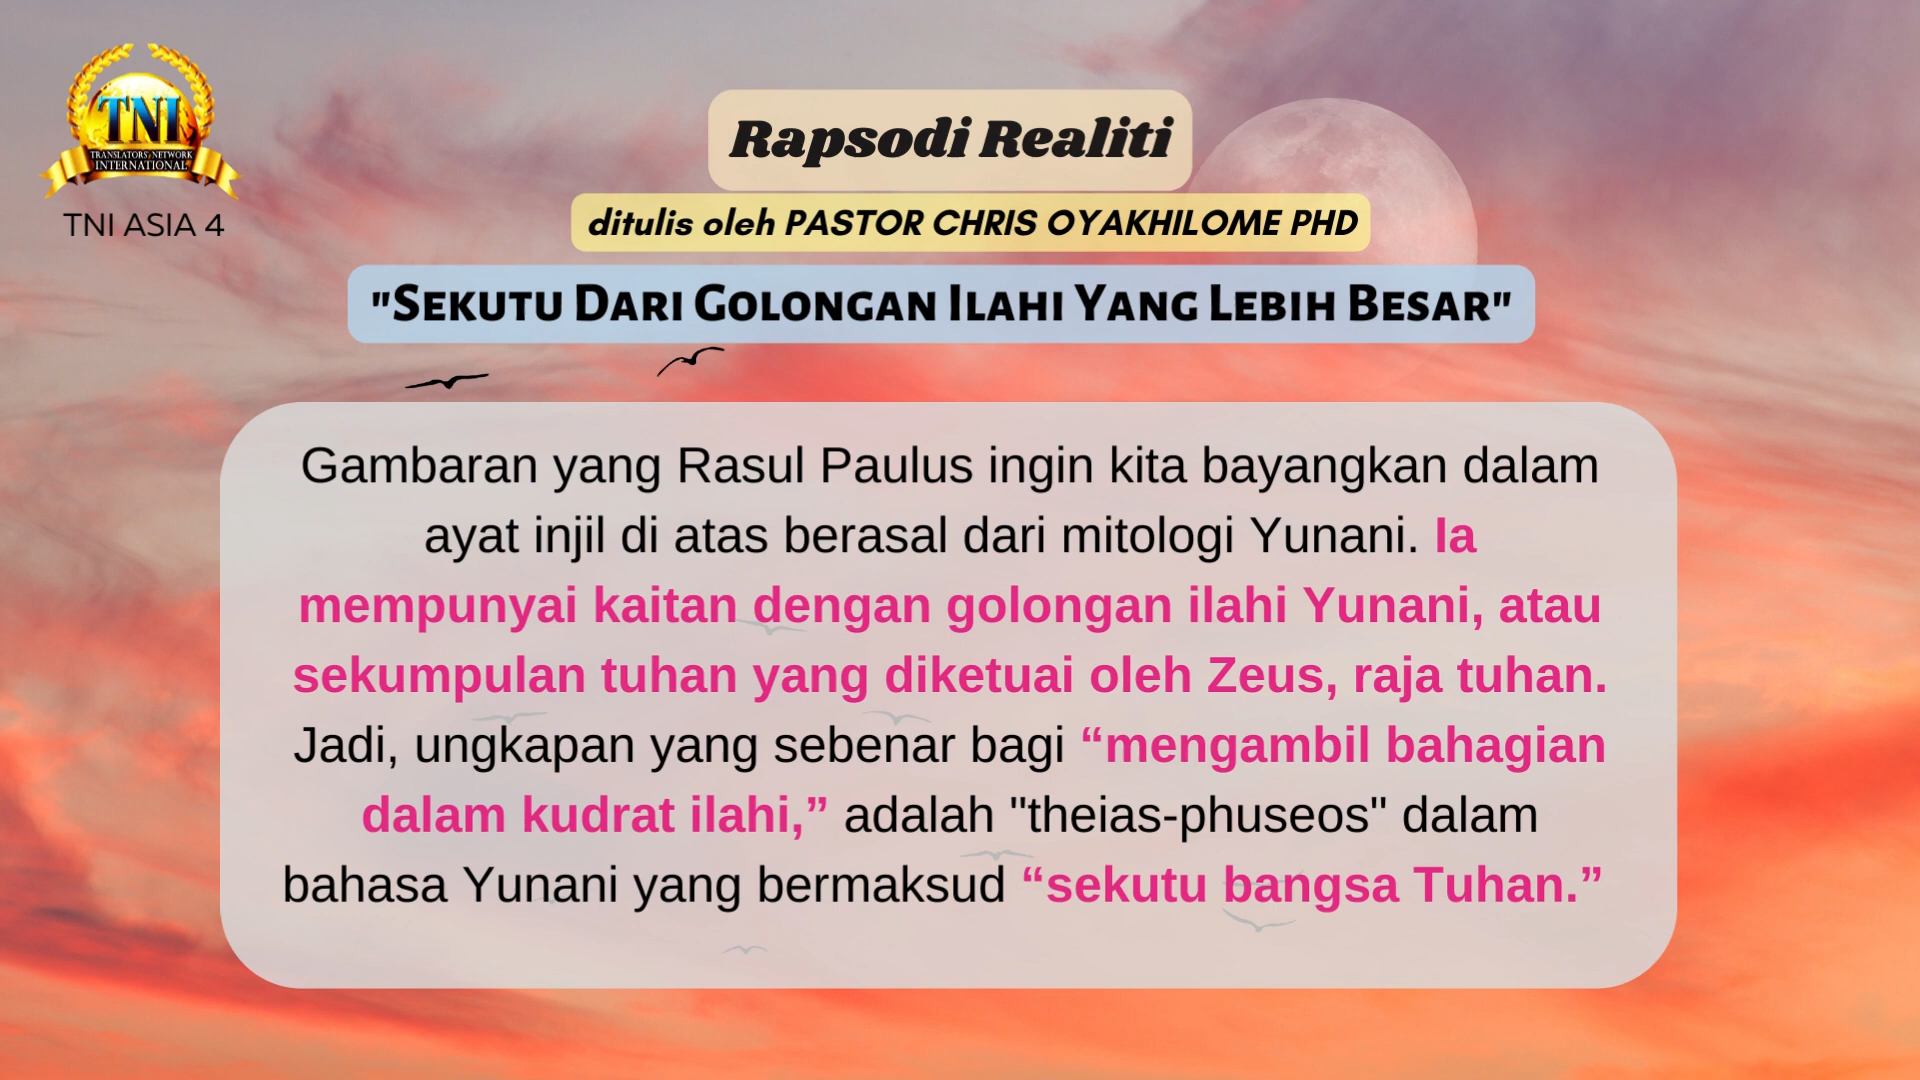 TNI
TRANSLATORS NETWORK
INTERNATIONAL
TNI ASIA 4
Rapsodi Realiti
ditulis oleh PASTOR CHRIS OYAKHILOME PHD
"Sekutu Dari Golongan Ilahi Yang Lebih Besar"
Gambaran yang Rasul Paulus ingin kita bayangkan dalam
ayat injil di atas berasal dari mitologi Yunani. Ia
mempunyai kaitan dengan golongan ilahi Yunani, atau
sekumpulan tuhan yang diketuai oleh Zeus, raja tuhan.
Jadi, ungkapan yang sebenar bagi “mengambil bahagian
dalam kudrat ilahi,” adalah "theias-phuseos" dalam
bahasa Yunani yang bermaksud “sekutu bangsa Tuhan.”